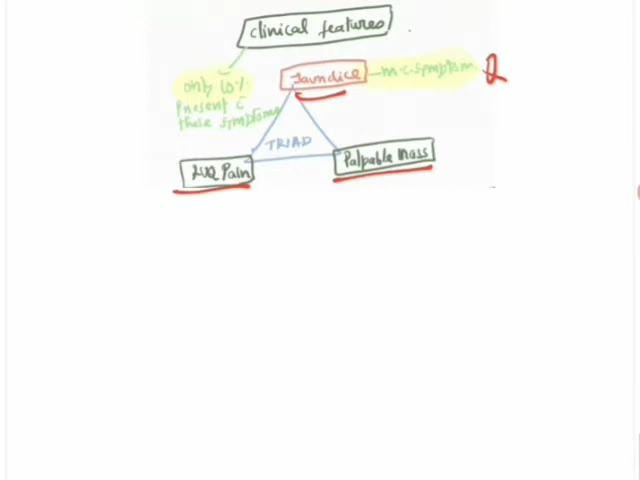 clinical features
only 10%
Present c
these symptoms
Jaundice
m.c. symptom
Q
TRIAD
RUQ Pain
Palpable mass